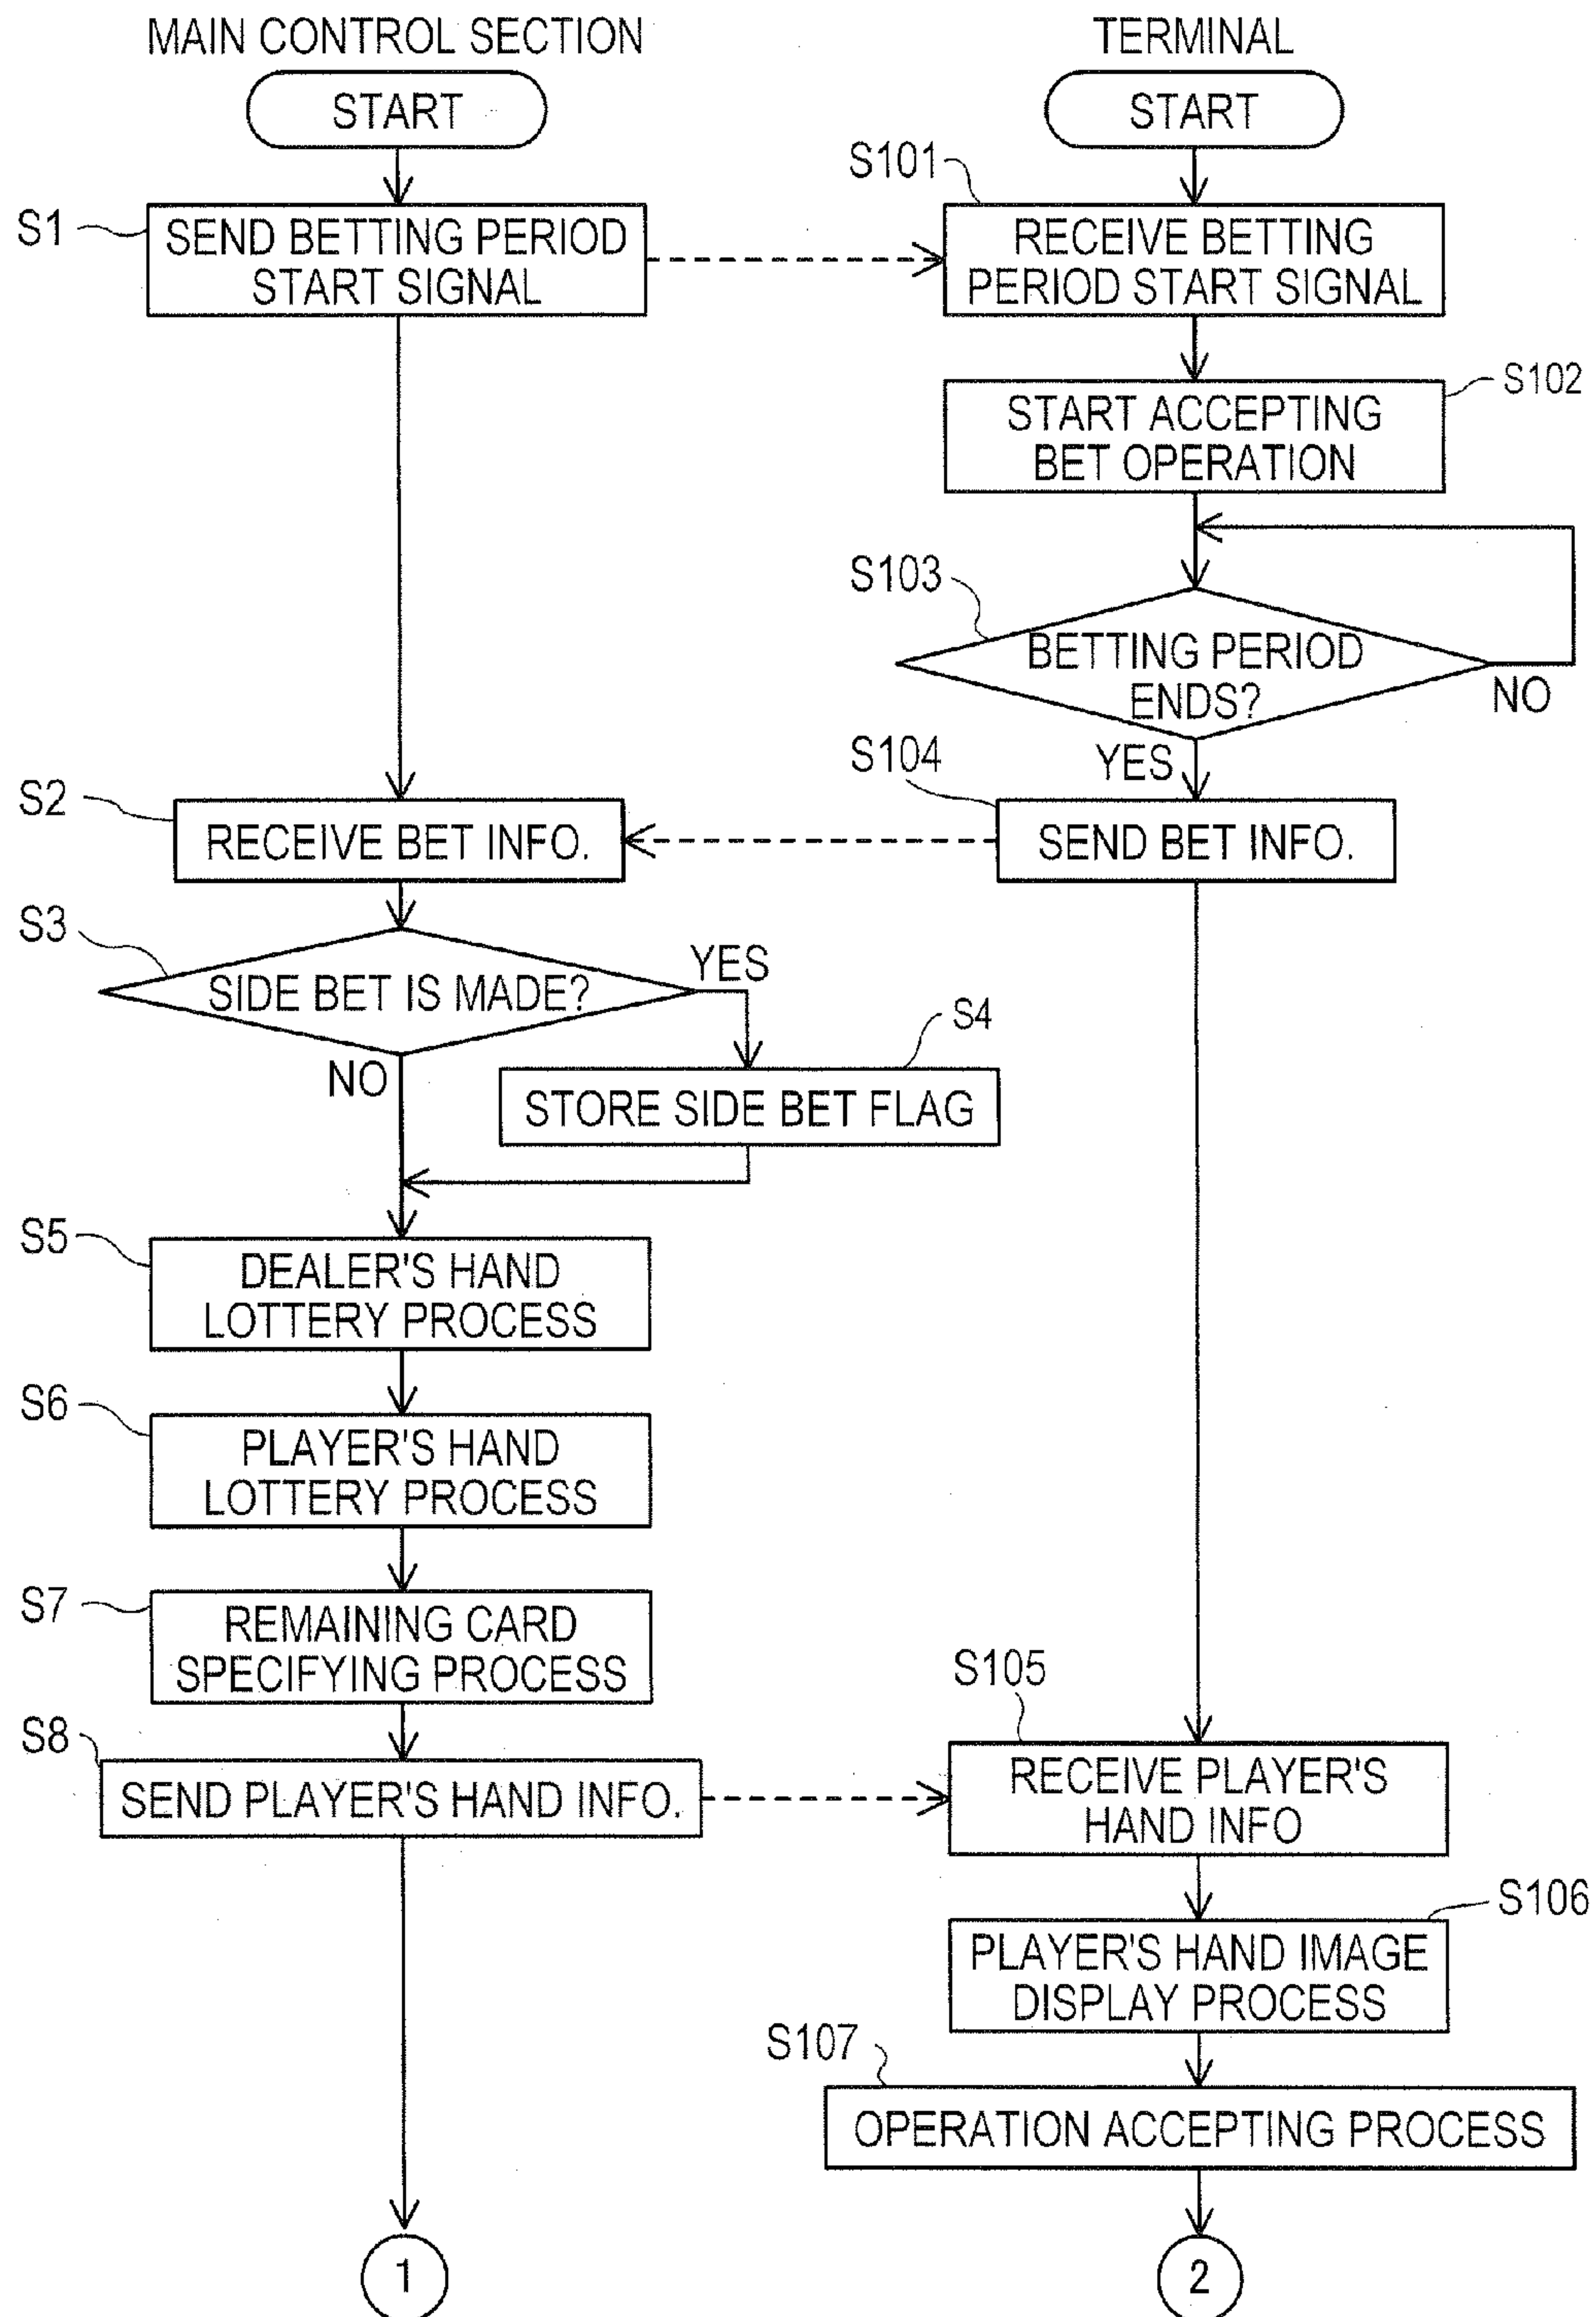 MAIN CONTROL SECTION
TERMINAL
START
START
S101
S1
SEND BETTING PERIOD
START SIGNAL
RECEIVE BETTING
PERIOD START SIGNAL
S102
START ACCEPTING
BET OPERATION
S103
BETTING PERIOD
ENDS?
NO
YES
S104
S2
RECEIVE BET INFO.
SEND BET INFO.
S3
SIDE BET IS MADE?
YES
NO
S4
STORE SIDE BET FLAG
S5
DEALER'S HAND
LOTTERY PROCESS
S6
PLAYER'S HAND
LOTTERY PROCESS
S7
REMAINING CARD
SPECIFYING PROCESS
S8
SEND PLAYER'S HAND INFO.
S105
RECEIVE PLAYER'S
HAND INFO
S106
PLAYER'S HAND IMAGE
DISPLAY PROCESS
S107
OPERATION ACCEPTING PROCESS
1
2